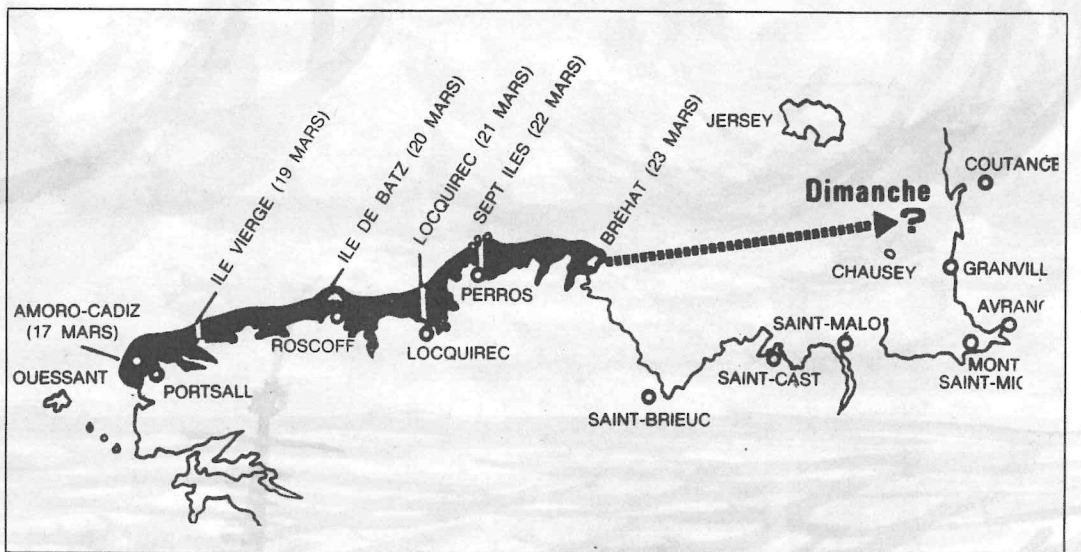 ILE VIERGE (19 MARS)
ILE DE BATZ (20 MARS)
LOCQUIREC (21 MARS)
SEPT ILES (22 MARS)
BRÉHAT (23 MARS)
JERSEY
COUTANCE
Dimanche
?
CHAUSEY
GRANVILL
AVRANC
AMORO-CADIZ
(17 MARS)
PERROS
ROSCOFF
LOCQUIREC
SAINT-MALO
MONT
SAINT-MIC
OUESSANT
PORTSALL
SAINT-CAST
SAINT-BRIEUC